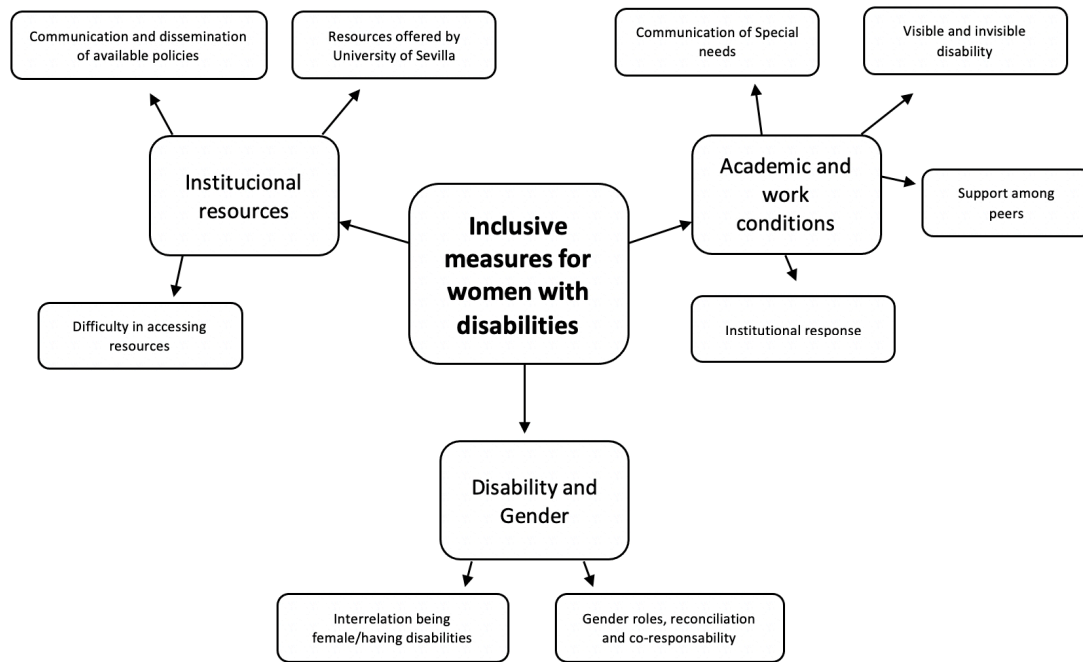 Communication and dissemination
of available policies
Resources offered by
University of Sevilla
Communication of Special
needs
Visible and invisible
disability
Institucional
resources
Academic and
work
conditions
Support among
peers
Inclusive
measures for
women with
disabilities
Difficulty in accessing
resources
Institutional response
Disability and
Gender
Interrelation being
female/having disabilities
Gender roles, reconciliation
and co-responsability